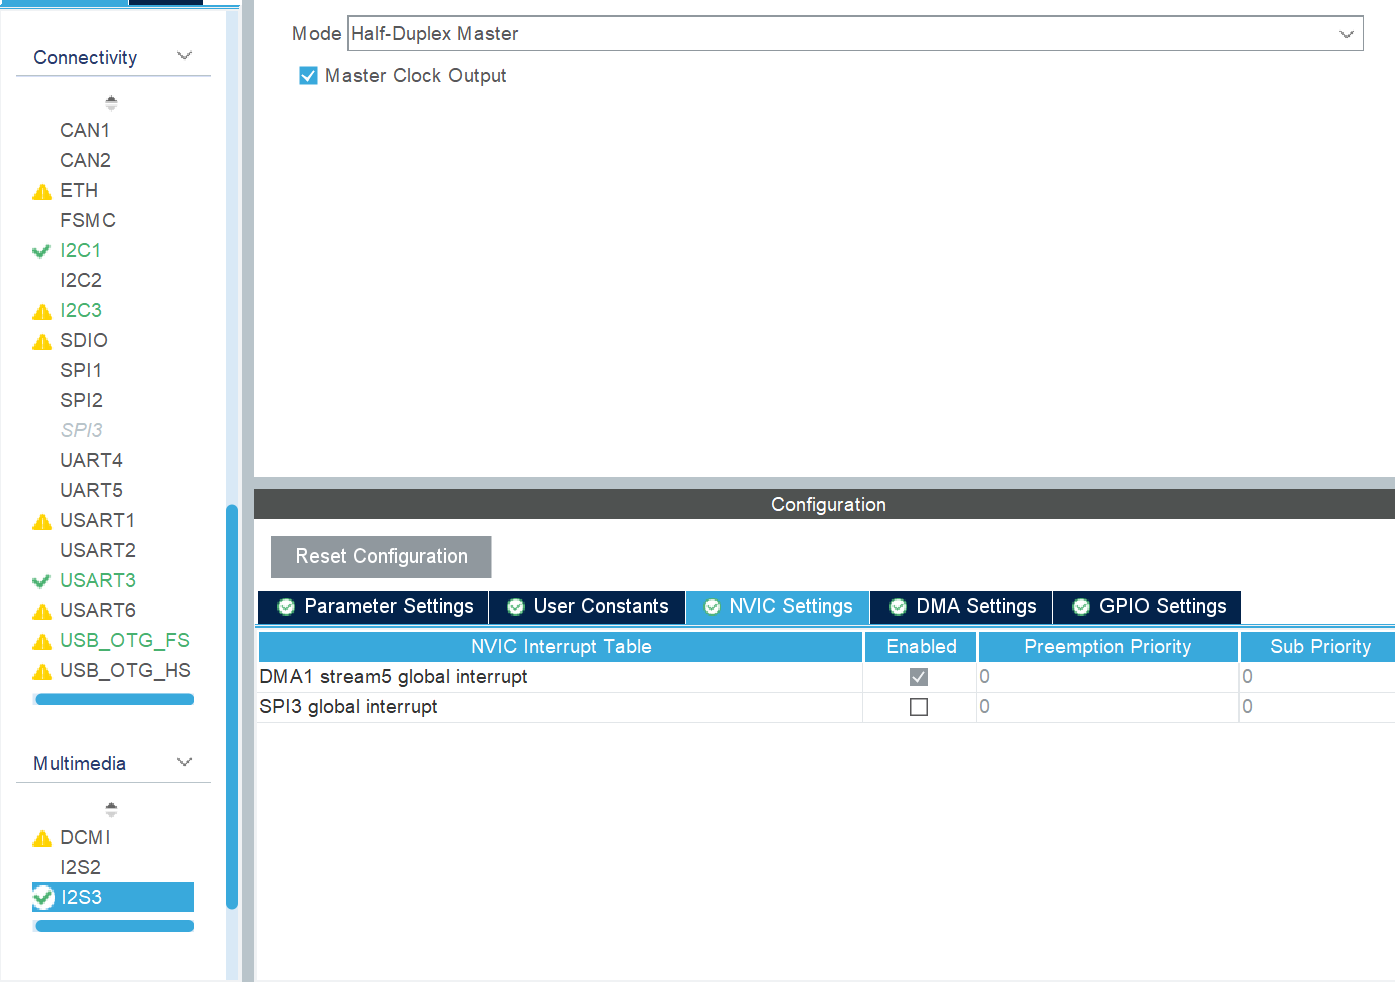 Connectivity
CAN1
CAN2
ETH
FSMC
I2C1
I2C2
I2C3
SDIO
SPI1
SPI2
SPI3
UART4
UART5
USART1
USART2
USART3
USART6
USB_OTG_FS
USB_OTG_HS
Multimedia
DCMI
I2S2
I2S3
Mode Half-Duplex Master
Master Clock Output
Configuration
Reset Configuration
Parameter Settings User Constants NVIC Settings DMA Settings GPIO Settings
NVIC Interrupt Table Enabled Preemption Priority Sub Priority
DMA1 stream5 global interrupt 0 0
SPI3 global interrupt 0 0